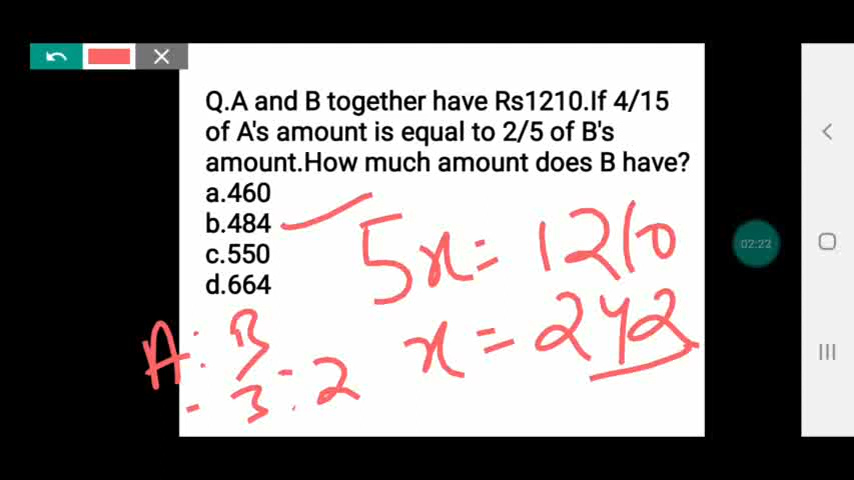 Q.A and B together have Rs1210.If 4/15
of A's amount is equal to 2/5 of B's
amount.How much amount does B have?
a.460
b.484
c.550
d.664
5x = 1210
x = 242
A : B
= 3 : 2
02:22